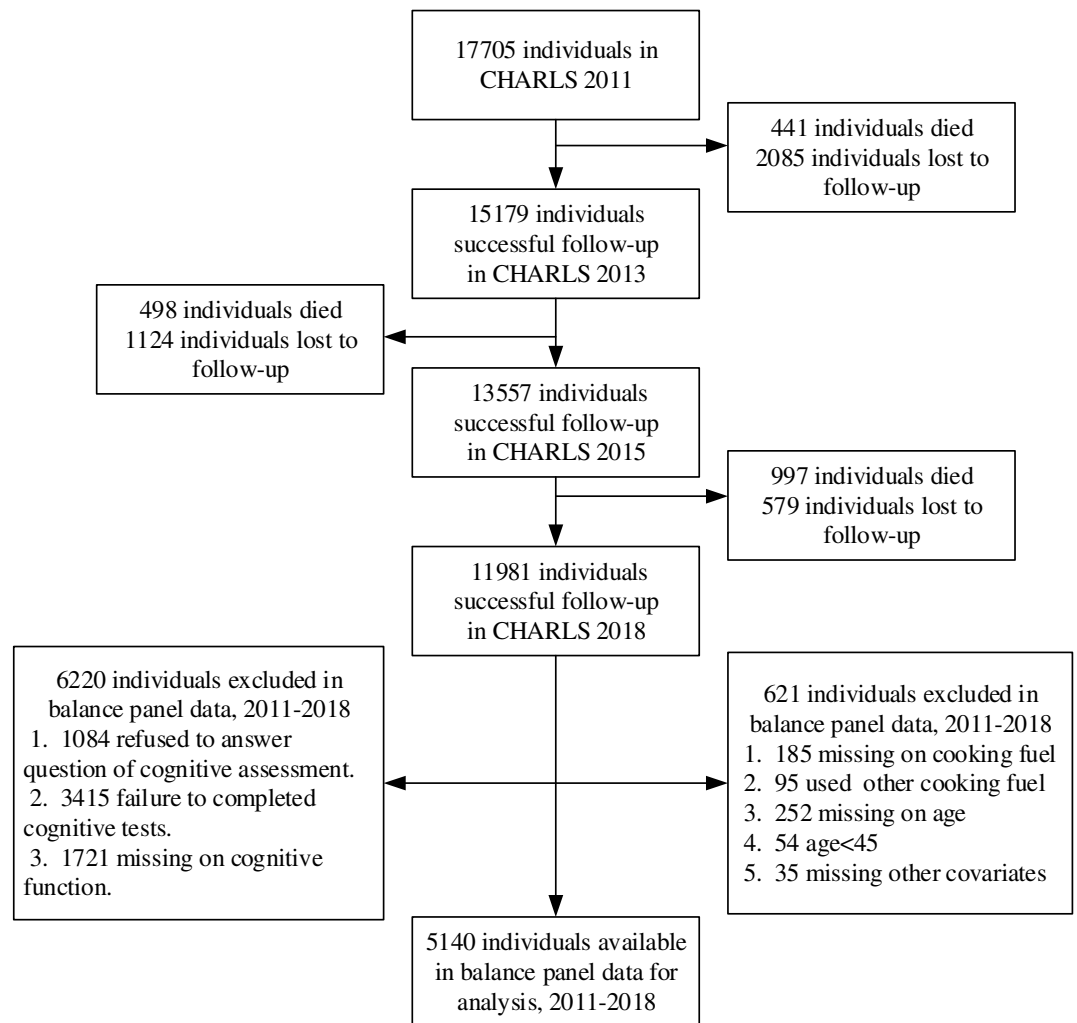 17705 individuals in
CHARLS 2011
441 individuals died
2085 individuals lost to
follow-up
15179 individuals
successful follow-up
in CHARLS 2013
498 individuals died
1124 individuals lost to
follow-up
13557 individuals
successful follow-up
in CHARLS 2015
997 individuals died
579 individuals lost to
follow-up
11981 individuals
successful follow-up
in CHARLS 2018
6220 individuals excluded in
balance panel data, 2011-2018
1. 1084 refused to answer
question of cognitive assessment.
2. 3415 failure to completed
cognitive tests.
3. 1721 missing on cognitive
function.
621 individuals excluded in
balance panel data, 2011-2018
1. 185 missing on cooking fuel
2. 95 used other cooking fuel
3. 252 missing on age
4. 54 age<45
5. 35 missing other covariates
5140 individuals available
in balance panel data for
analysis, 2011-2018